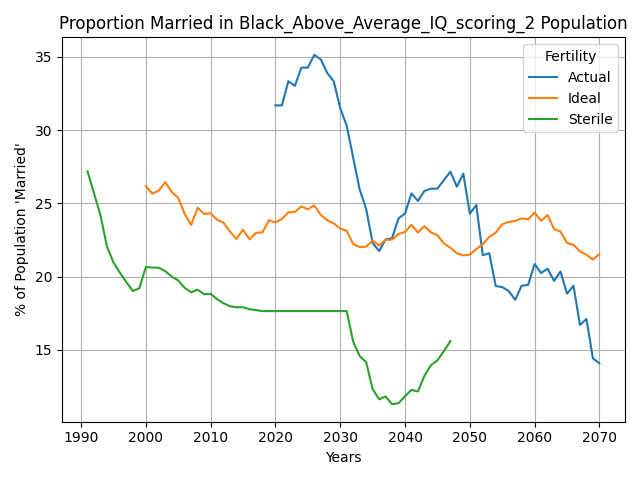 Proportion Married in Black_Above_Average_IQ_scoring_2 Population
Fertility
Actual
Ideal
Sterile
% of Population 'Married'
35
30
25
20
15
1990 2000 2010 2020 2030 2040 2050 2060 2070
Years